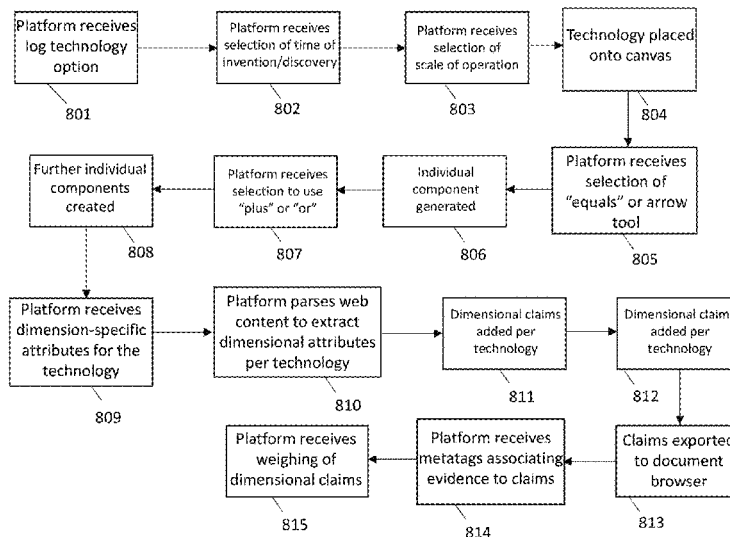 Platform receives
log technology
option
801
Platform receives
selection of time of
invention/discovery
802
Platform receives
selection of
scale of operation
803
Technology placed
onto canvas
804
Platform receives
selection of
"equals" or arrow
tool
805
Individual
component
generated
806
Platform receives
selection to use
"plus" or "or"
807
Further individual
components
created
808
Platform receives
dimension-specific
attributes for the
technology
809
Platform parses web
content to extract
dimensional attributes
per technology
810
Dimensional claims
added per
technology
811
Dimensional claims
added per
technology
812
Claims exported
to document
browser
813
Platform receives
metatags associating
evidence to claims
814
Platform receives
weighing of
dimensional claims
815